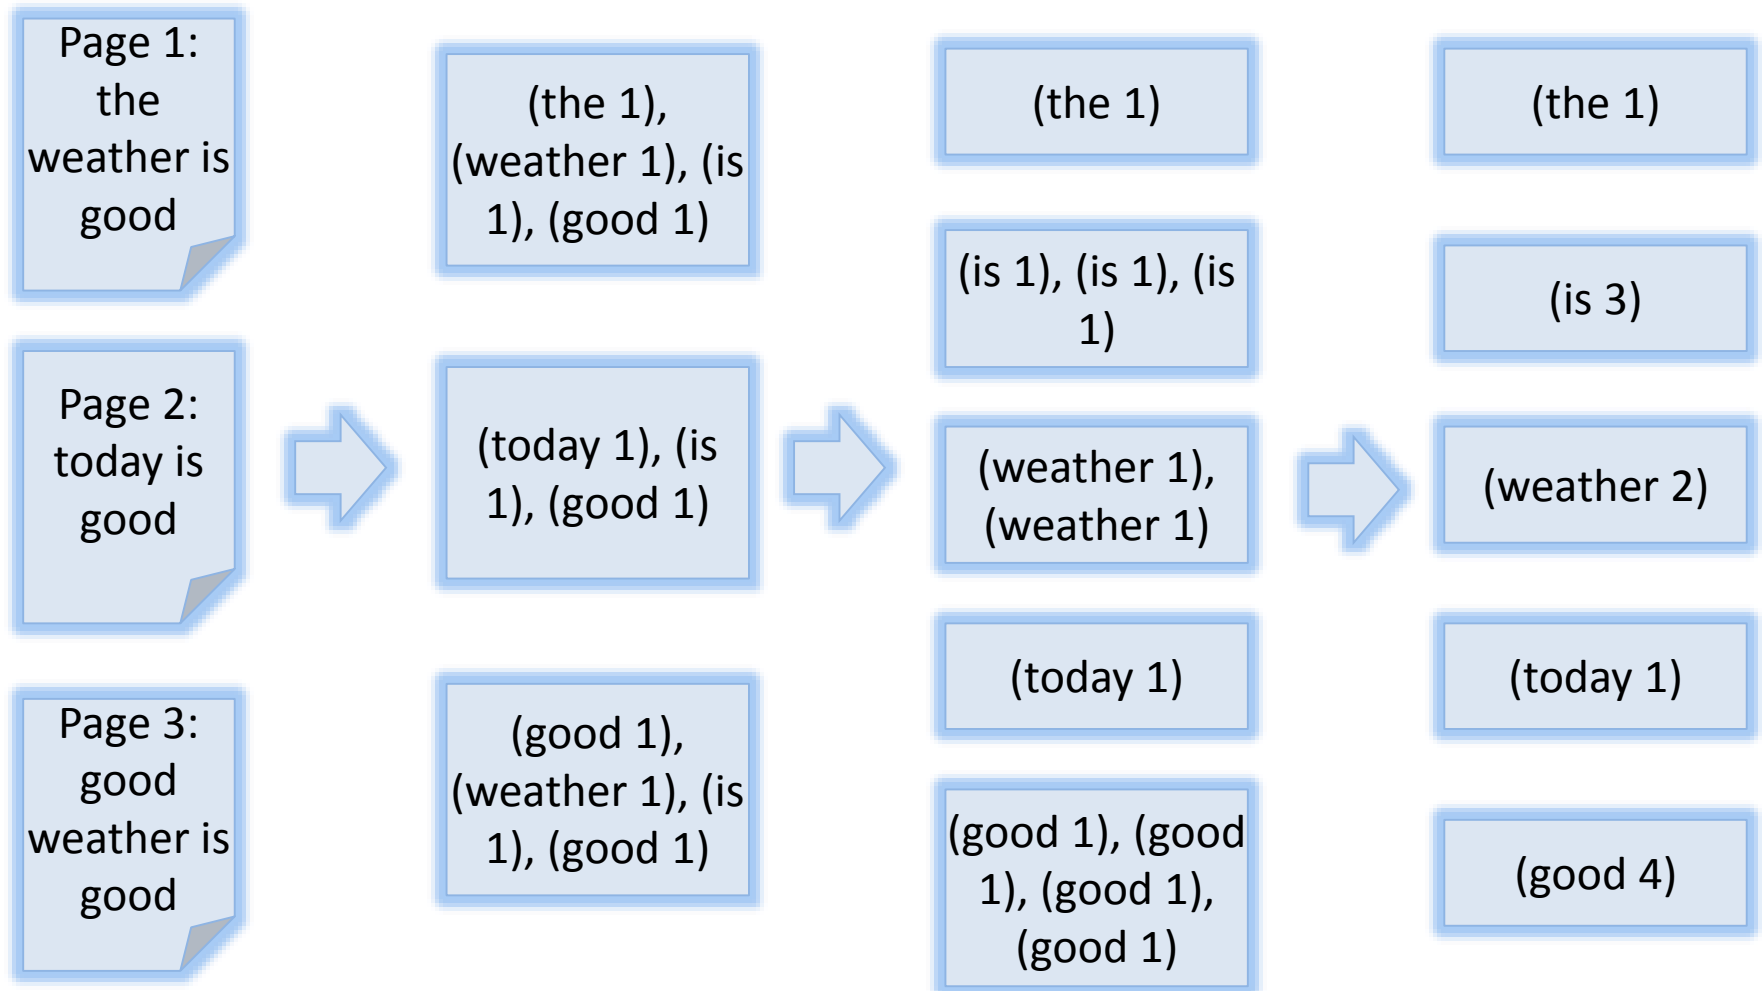 Page 1:
the
weather is
good
Page 2:
today is
good
Page 3:
good
weather is
good
(the 1),
(weather 1), (is
1), (good 1)
(today 1), (is
1), (good 1)
(good 1),
(weather 1), (is
1), (good 1)
(the 1)
(is 1), (is 1), (is
1)
(weather 1),
(weather 1)
(today 1)
(good 1), (good
1), (good 1),
(good 1)
(the 1)
(is 3)
(weather 2)
(today 1)
(good 4)